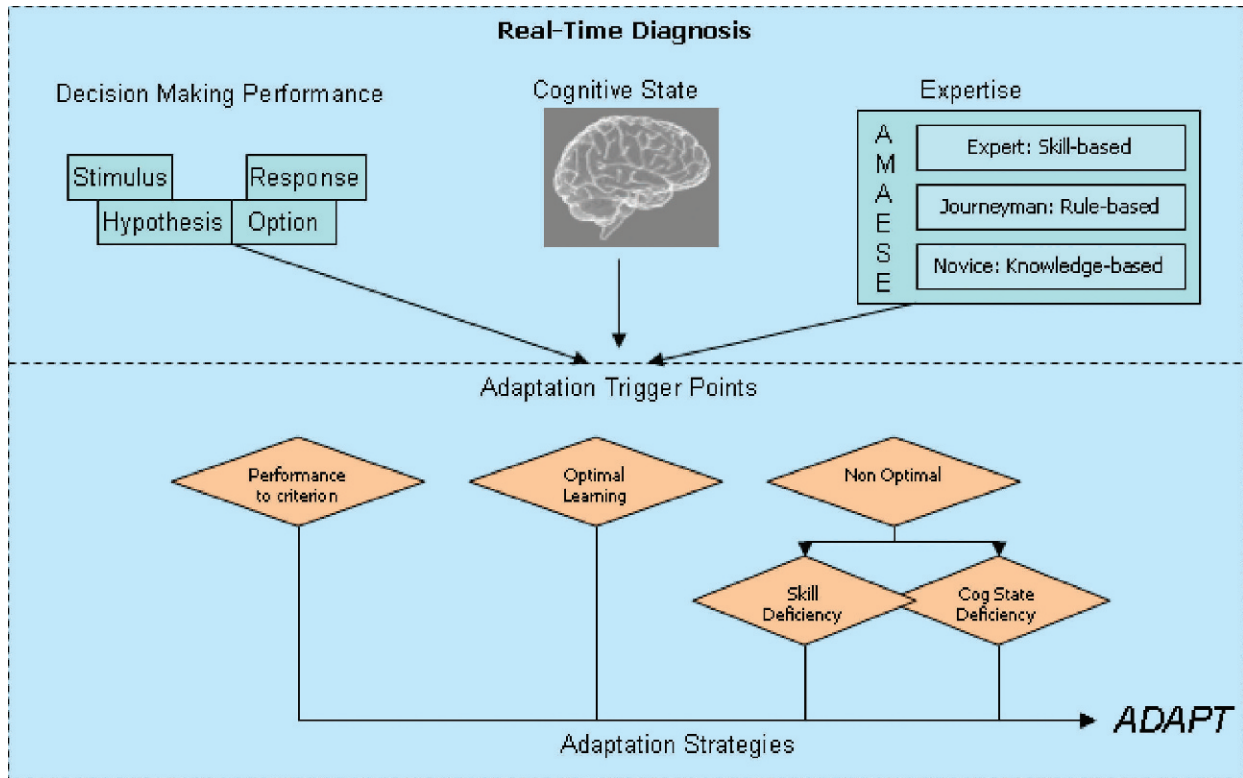 Real-Time Diagnosis
Decision Making Performance
Cognitive State
Expertise
Stimulus
Response
Hypothesis
Option
A
M
A
E
S
E
Expert: Skill-based
Journeyman: Rule-based
Novice: Knowledge-based
Adaptation Trigger Points
Performance
to criterion
Optimal
Learning
Non Optimal
Skill
Deficiency
Cog State
Deficiency
ADAPT
Adaptation Strategies